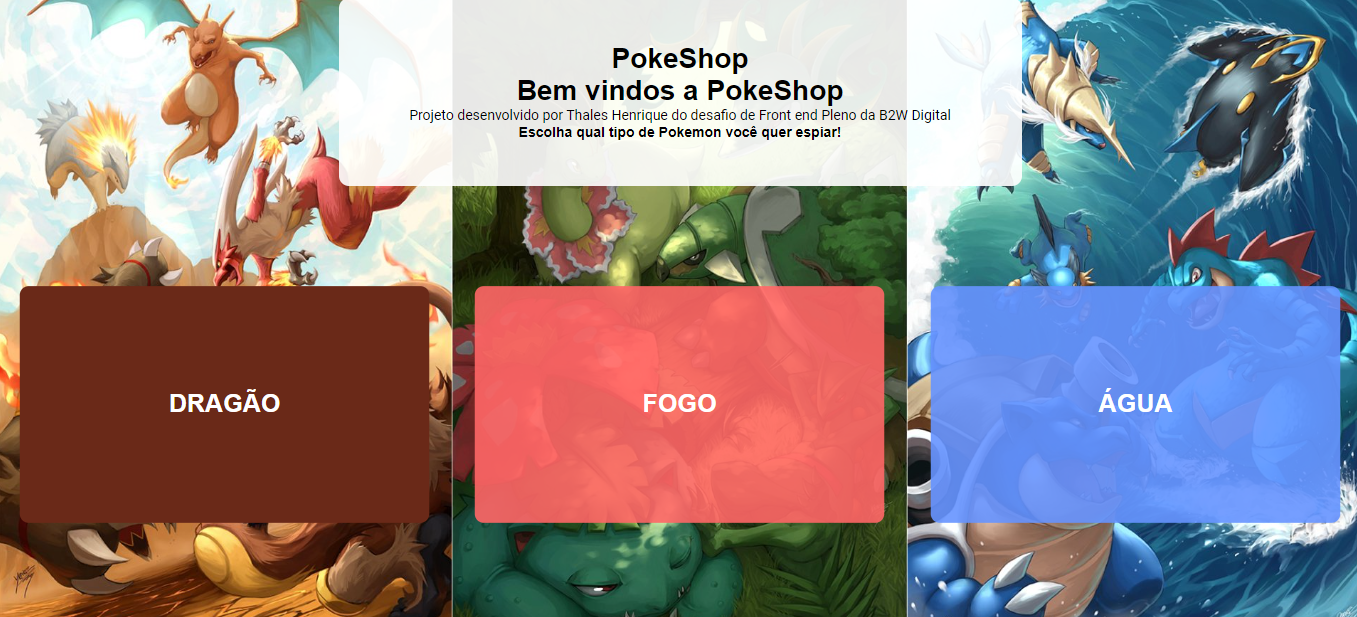 PokeShop
Bem vindos a PokeShop
Projeto desenvolvido por Thales Henrique do desafio de Front end Pleno da B2W Digital
Escolha qual tipo de Pokemon você quer espiar!
DRAGÃO
FOGO
ÁGUA